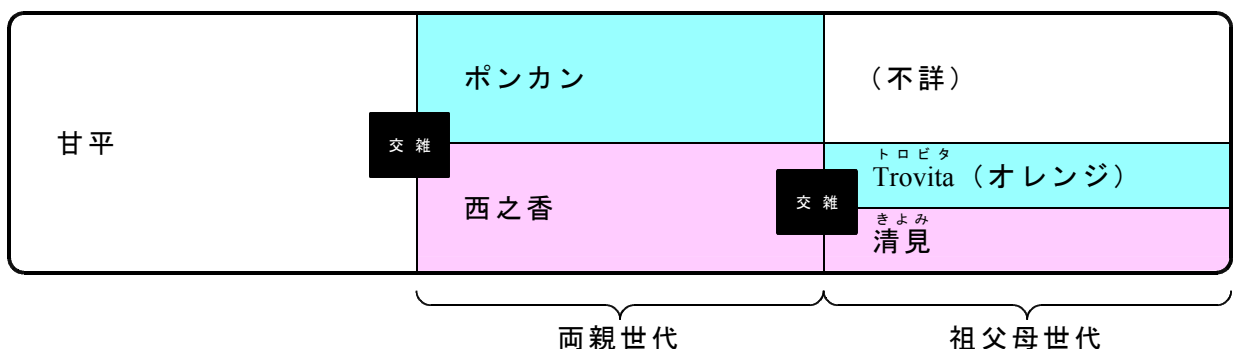 甘平
交雑
ポンカン
西之香
交雑
（不詳）
トロビタ
Trovita（オレンジ）
きよみ
清見
両親世代
祖父母世代